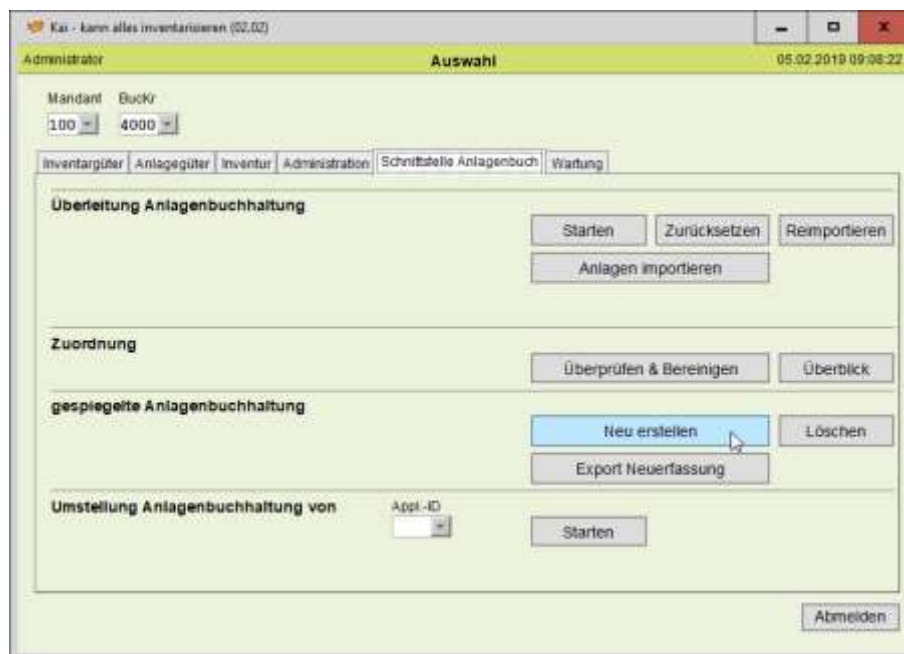 Kai - kann alles inventarisieren (02.02)
Administrator Auswahl 05.02.2019 09:08:22
Mandant BucKr
100 4000
Inventargüter Anlagegüter Inventur Administration Schnittstelle Anlagenbuch Wartung
Überleitung Anlagenbuchhaltung
Starten Zurücksetzen Reimportieren
Anlagen importieren
Zuordnung
Überprüfen & Bereinigen Überblick
gespiegelte Anlagenbuchhaltung
Neu erstellen Löschen
Export Neuerfassung
Umstellung Anlagenbuchhaltung von Appl.-ID
Starten
Abmelden